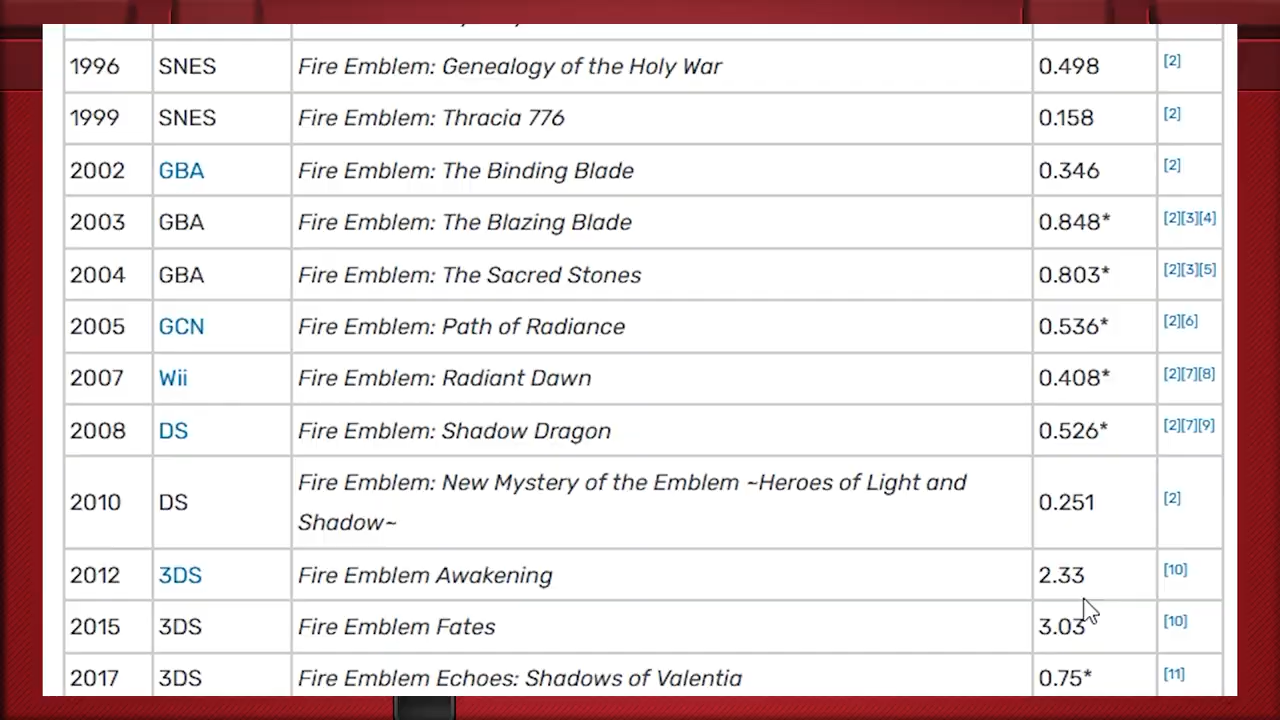 1996 SNES Fire Emblem: Genealogy of the Holy War 0.498 [2]
1999 SNES Fire Emblem: Thracia 776 0.158 [2]
2002 GBA Fire Emblem: The Binding Blade 0.346 [2]
2003 GBA Fire Emblem: The Blazing Blade 0.848* [2][3][4]
2004 GBA Fire Emblem: The Sacred Stones 0.803* [2][3][5]
2005 GCN Fire Emblem: Path of Radiance 0.536* [2][6]
2007 Wii Fire Emblem: Radiant Dawn 0.408* [2][7][8]
2008 DS Fire Emblem: Shadow Dragon 0.526* [2][7][9]
2010 DS Fire Emblem: New Mystery of the Emblem ~Heroes of Light and 0.251 [2]
Shadow~
2012 3DS Fire Emblem Awakening 2.33 [10]
2015 3DS Fire Emblem Fates 3.03 [10]
2017 3DS Fire Emblem Echoes: Shadows of Valentia 0.75* [11]